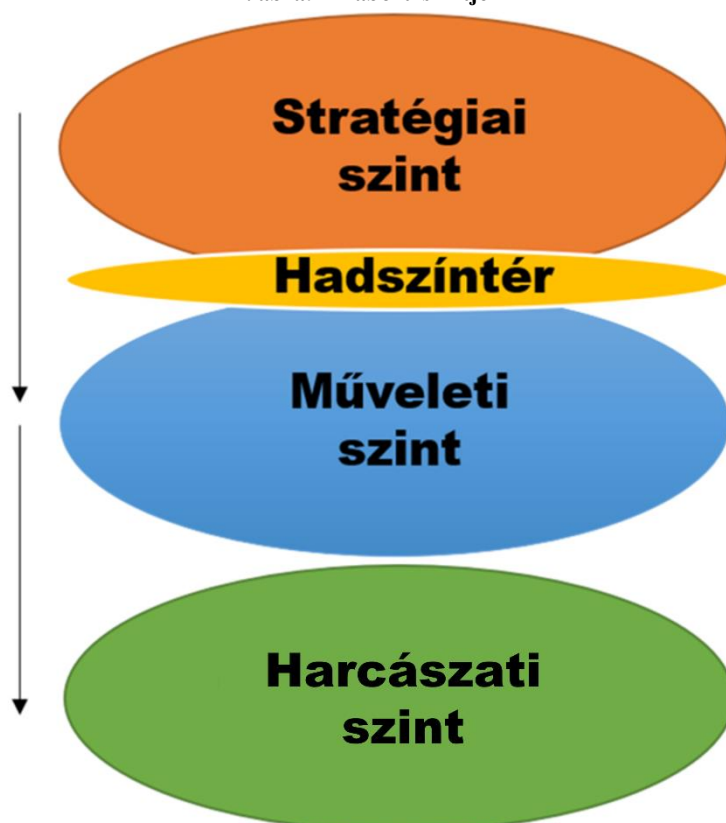 Stratégiai
szint
Hadszíntér
Műveleti
szint
Harcászati
szint